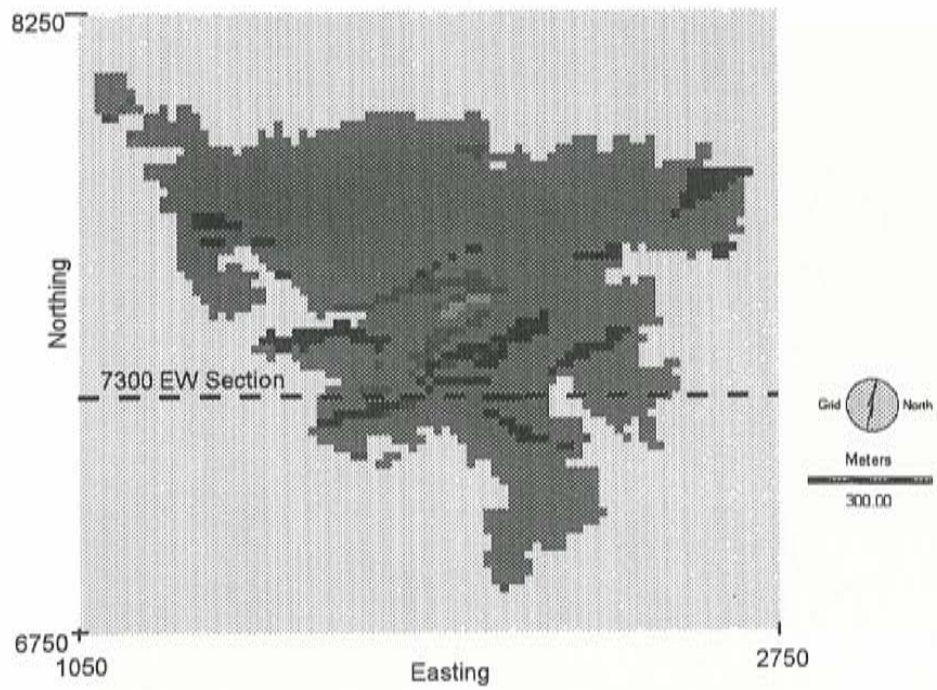 8250
Northing
7300 EW Section
Grid North
Meters
300.00
6750
1050
Easting
2750